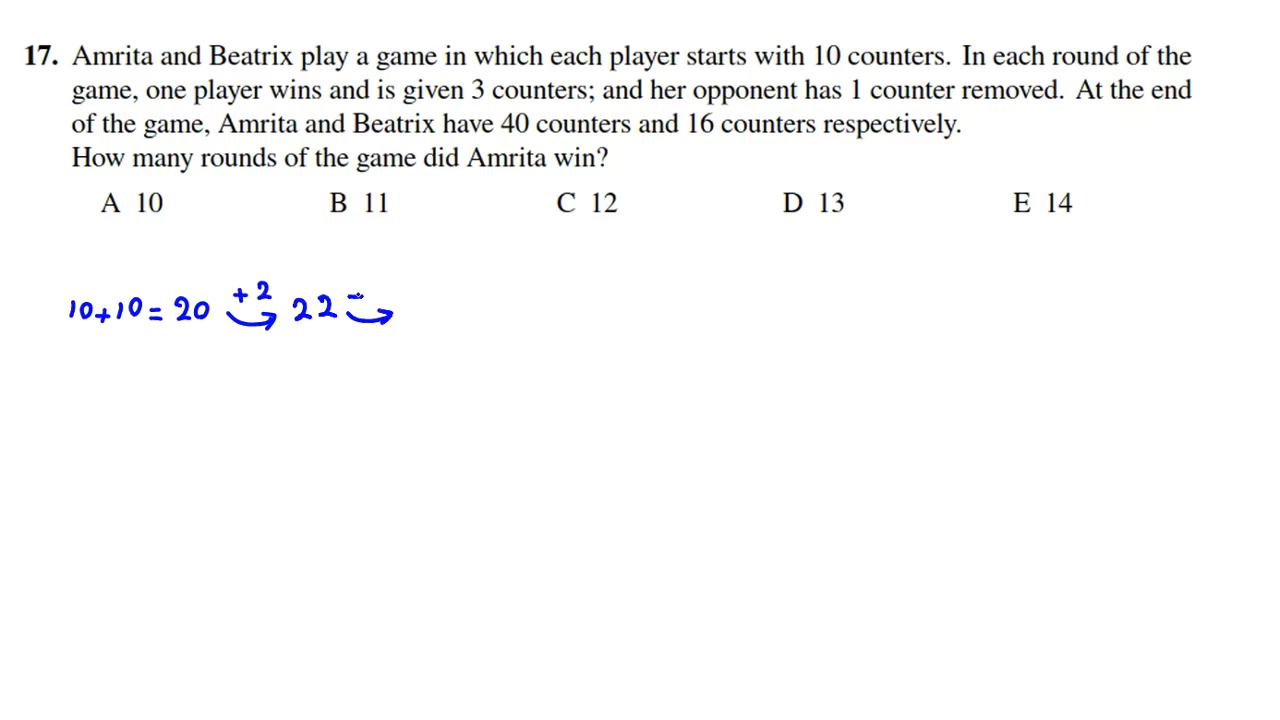 17. Amrita and Beatrix play a game in which each player starts with 10 counters. In each round of the
game, one player wins and is given 3 counters; and her opponent has 1 counter removed. At the end
of the game, Amrita and Beatrix have 40 counters and 16 counters respectively.
How many rounds of the game did Amrita win?
A 10 B 11 C 12 D 13 E 14
+2
10+10=20 22